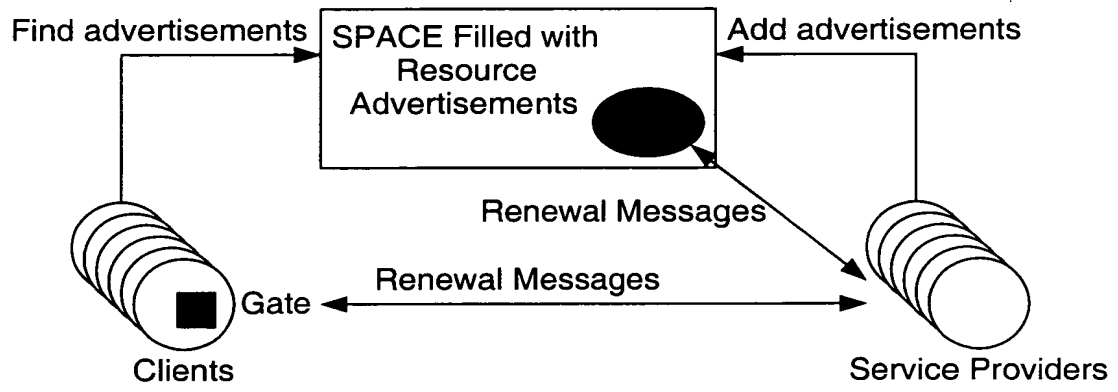 Find advertisements
SPACE Filled with
Resource
Advertisements
Add advertisements
Renewal Messages
Renewal Messages
Gate
Clients
Service Providers